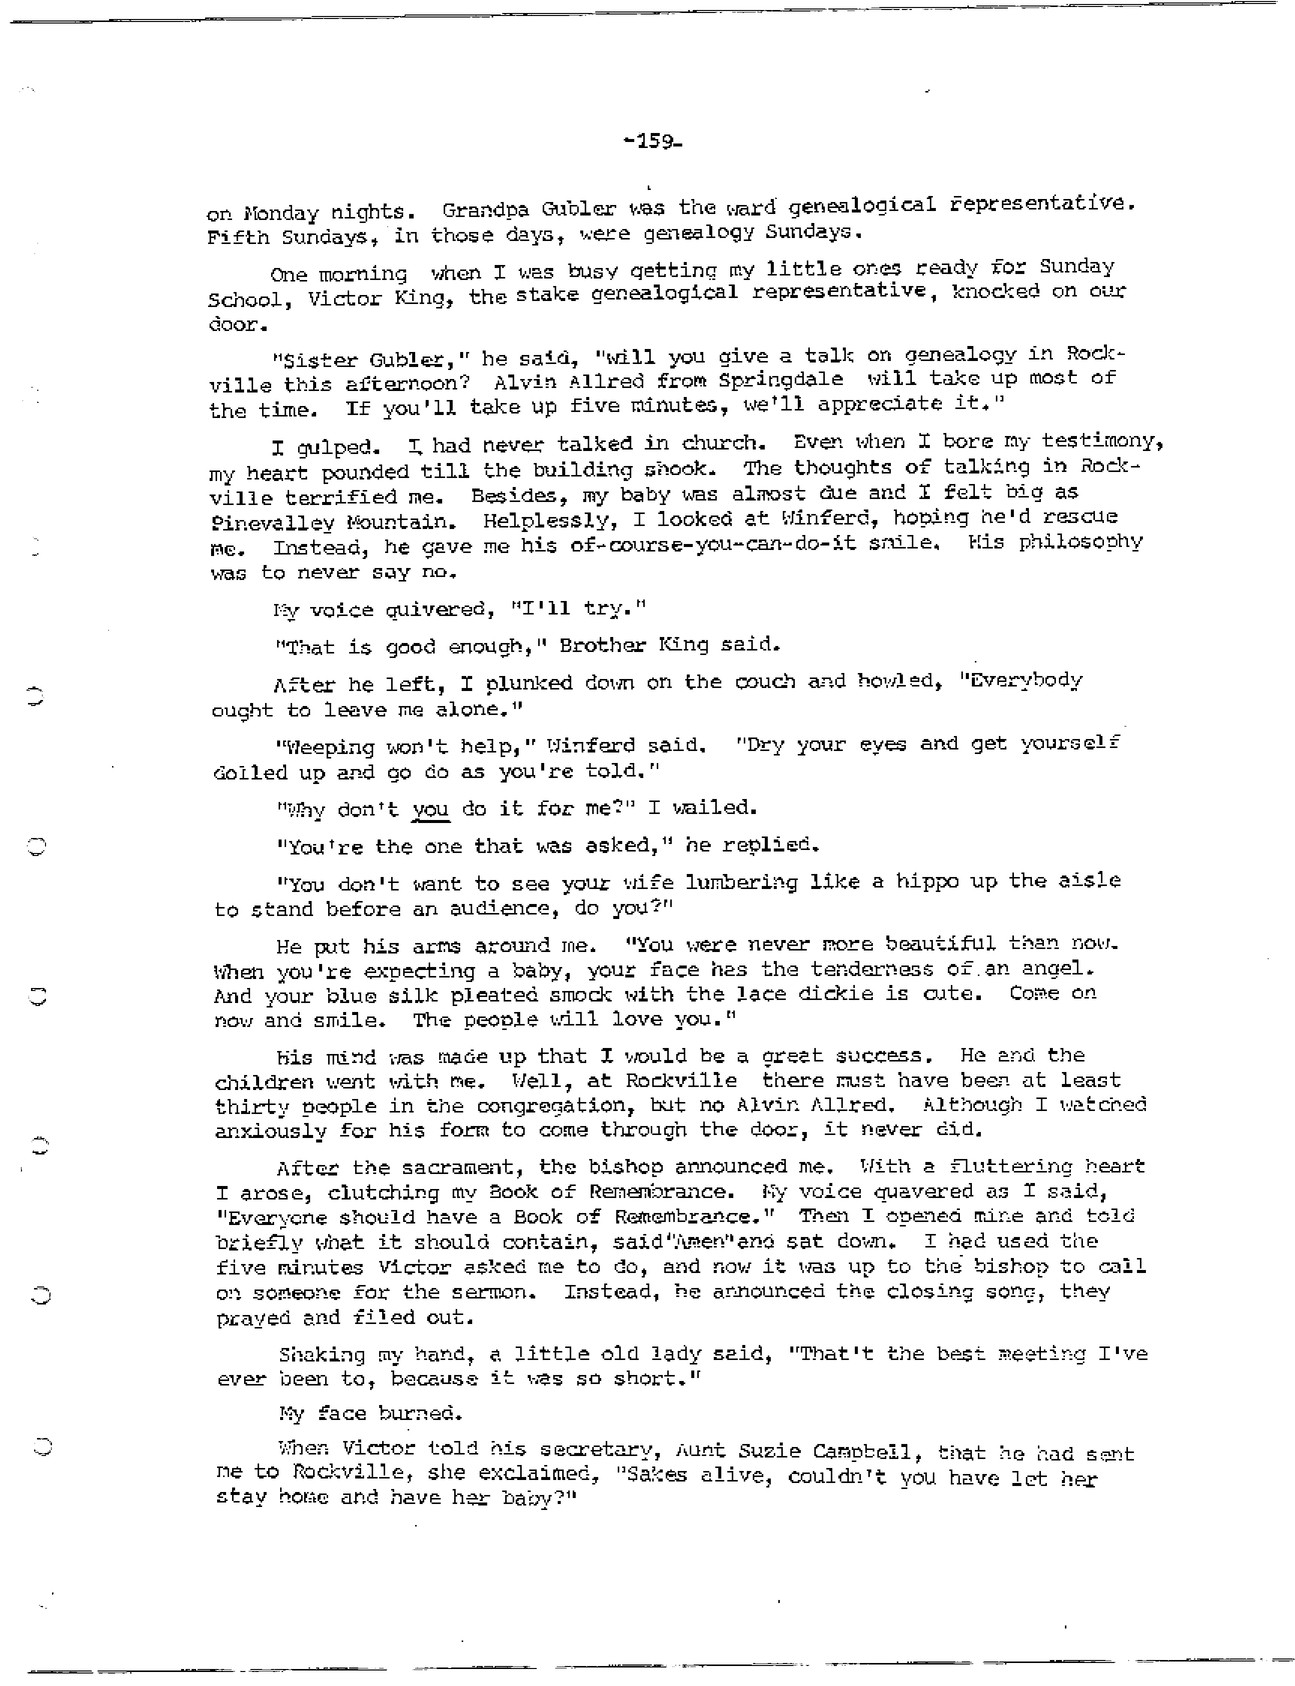 -159-
on Monday nights.  Grandpa Gubler was the ward genealogical representative.
Fifth Sundays, in those days, were genealogy Sundays.
One morning  when I was busy getting my little ones ready for Sunday
School, Victor King, the stake genealogical representative, knocked on our
door.
"Sister Gubler," he said, "will you give a talk on genealogy in Rock-
ville this afternoon?  Alvin Allred from Springdale  will take up most of
the time.  If you'll take up five minutes, we'll appreciate it."
I gulped.  I had never talked in church.  Even when I bore my testimony,
my heart pounded till the building shook.  The thoughts of talking in Rock-
ville terrified me.  Besides, my baby was almost due and I felt big as
Pinevalley Mountain.  Helplessly, I looked at Winferd, hoping he'd rescue
me.  Instead, he gave me his of-course-you-can-do-it smile.  His philosophy
was to never say no.
My voice quivered, "I'll try."
"That is good enough," Brother King said.
After he left, I plunked down on the couch and howled, "Everybody
ought to leave me alone."
"Weeping won't help," Winferd said.  "Dry your eyes and get yourself
dolled up and go do as you're told."
"Why don't you do it for me?" I wailed.
"You're the one that was asked," he replied.
"You don't want to see your wife lumbering like a hippo up the aisle
to stand before an audience, do you?"
He put his arms around me.  "You were never more beautiful than now.
When you're expecting a baby, your face has the tenderness of an angel.
And your blue silk pleated smock with the lace dickie is cute.  Come on
now and smile.  The people will love you."
His mind was made up that I would be a great success.  He and the
children went with me.  Well, at Rockville  there must have been at least
thirty people in the congregation, but no Alvin Allred.  Although I watched
anxiously for his form to come through the door, it never did.
After the sacrament, the bishop announced me.  With a fluttering heart
I arose, clutching my Book of Remembrance.  My voice quavered as I said,
"Everyone should have a Book of Remembrance."  Then I opened mine and told
briefly what it should contain, said"Amen"and sat down.  I had used the
five minutes Victor asked me to do, and now it was up to the bishop to call
on someone for the sermon.  Instead, he announced the closing song, they
prayed and filed out.
Shaking my hand, a little old lady said, "That't the best meeting I've
ever been to, because it was so short."
My face burned.
When Victor told his secretary, Aunt Suzie Campbell, that he had sent
me to Rockville, she exclaimed, "Sakes alive, couldn't you have let her
stay home and have her baby?"